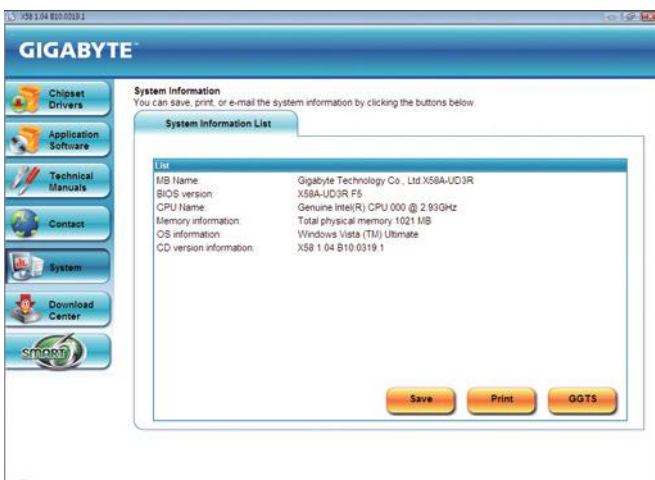 X58 1.04 B10.0319.1
GIGABYTE™
Chipset
Drivers
Application
Software
Technical
Manuals
Contact
System
Download
Center
SMART6
System Information
You can save, print, or e-mail the system information by clicking the buttons below.
System Information List
List
MB Name: Gigabyte Technology Co., Ltd.X58A-UD3R
BIOS version: X58A-UD3R F5
CPU Name: Genuine Intel(R) CPU 000 @ 2.93GHz
Memory information: Total physical memory 1021 MB
OS information: Windows Vista (TM) Ultimate
CD version information: X58 1.04 B10.0319.1
Save Print GGTS